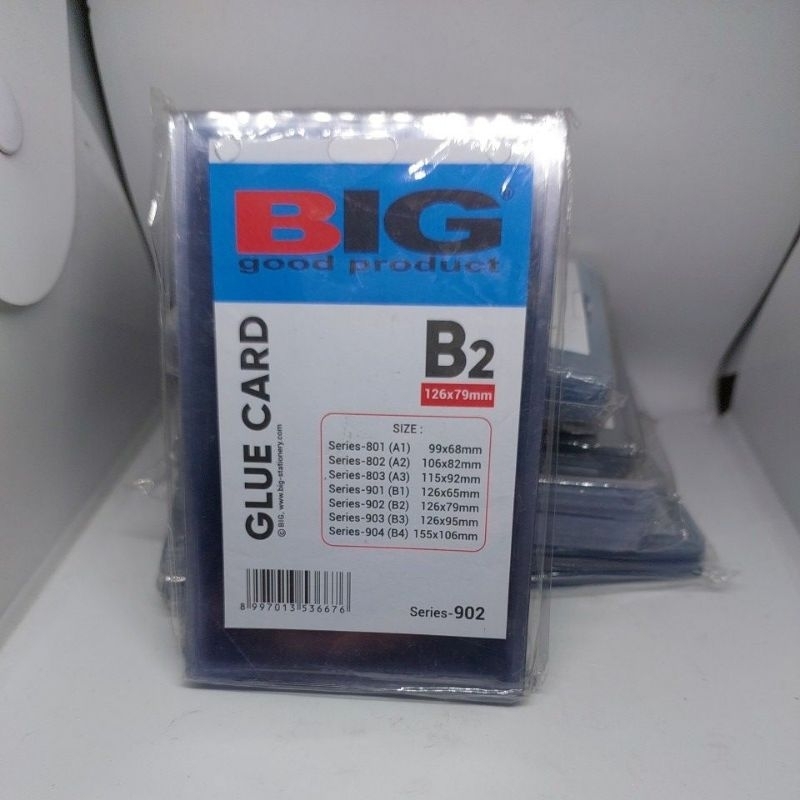 BIG®
good product
B2
126x79mm
GLUE CARD
© BIG, www.big-stationery.com
SIZE :
Series-801 (A1) 99x68mm
Series-802 (A2) 106x82mm
Series-803 (A3) 115x92mm
Series-901 (B1) 126x65mm
Series-902 (B2) 126x79mm
Series-903 (B3) 126x95mm
Series-904 (B4) 155x106mm
8 997013 536676
Series-902